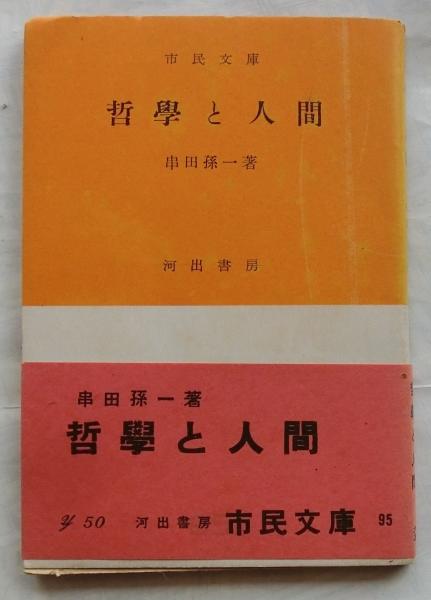 市民文庫
哲學と人間
串田孫一著
河出書房
串田孫一著
哲學と人間
¥50 河出書房 市民文庫 95